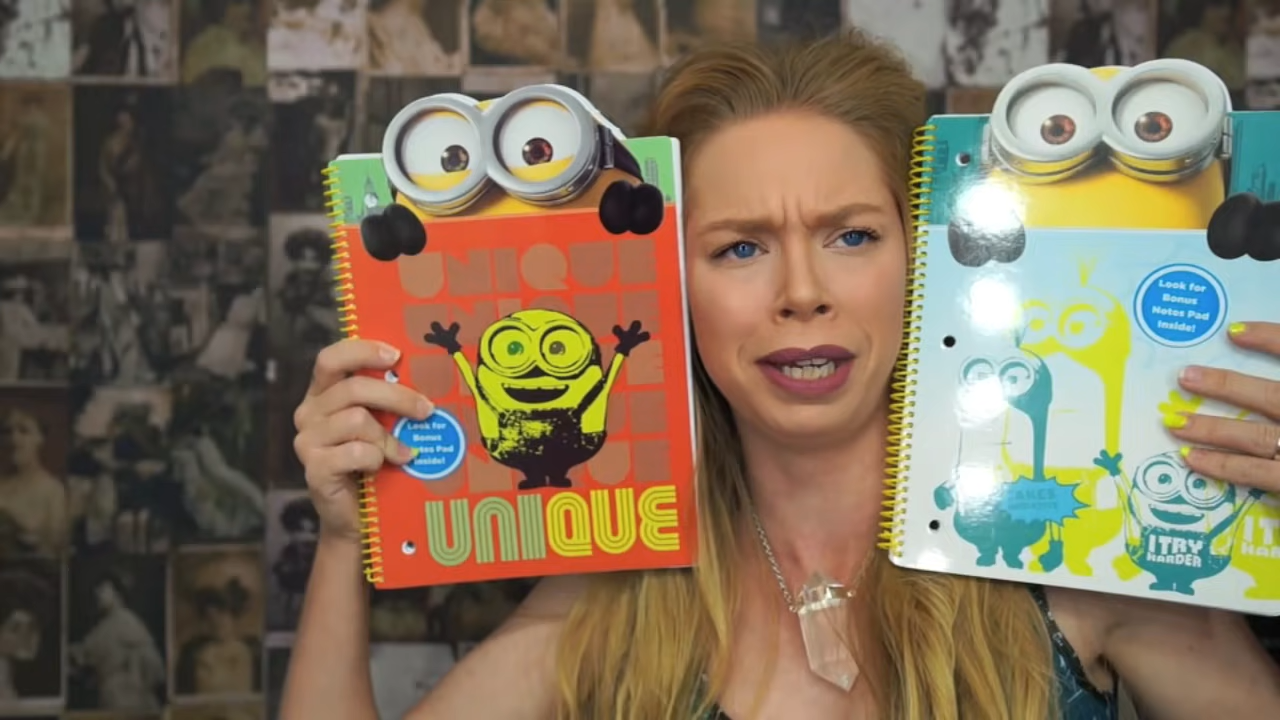 UNIQUE
UNIQUE
Look for
Bonus
Notes Pad
Inside!
Look for
Bonus
Notes Pad
Inside!
I TRY
HARDER